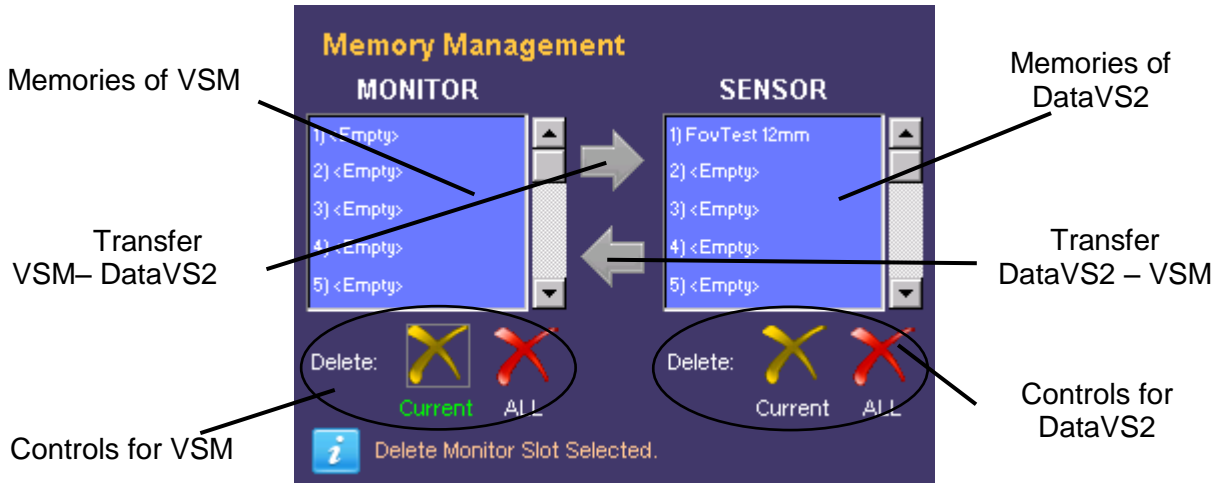 Memory Management
MONITOR
SENSOR
Memories of VSM
Memories of
DataVS2
1) <Empty>
2) <Empty>
3) <Empty>
4) <Empty>
5) <Empty>
1) FovTest 12mm
2) <Empty>
3) <Empty>
4) <Empty>
5) <Empty>
Transfer
VSM– DataVS2
Transfer
DataVS2 – VSM
Delete:
Current
ALL
Delete:
Current
ALL
Controls for VSM
Controls for
DataVS2
i
Delete Monitor Slot Selected.